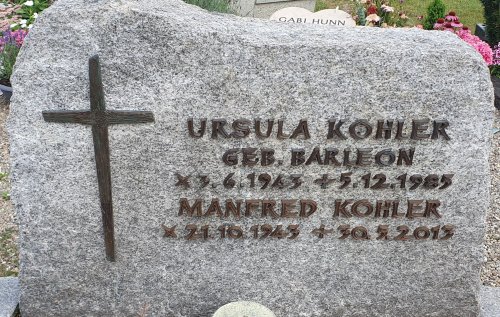 GABI HUNN
URSULA KOHLER
GEB. BARLEON
× 3.6.1943 + 5.12.1985
MANFRED KOHLER
× 21.10.1943 + 30.3.2013